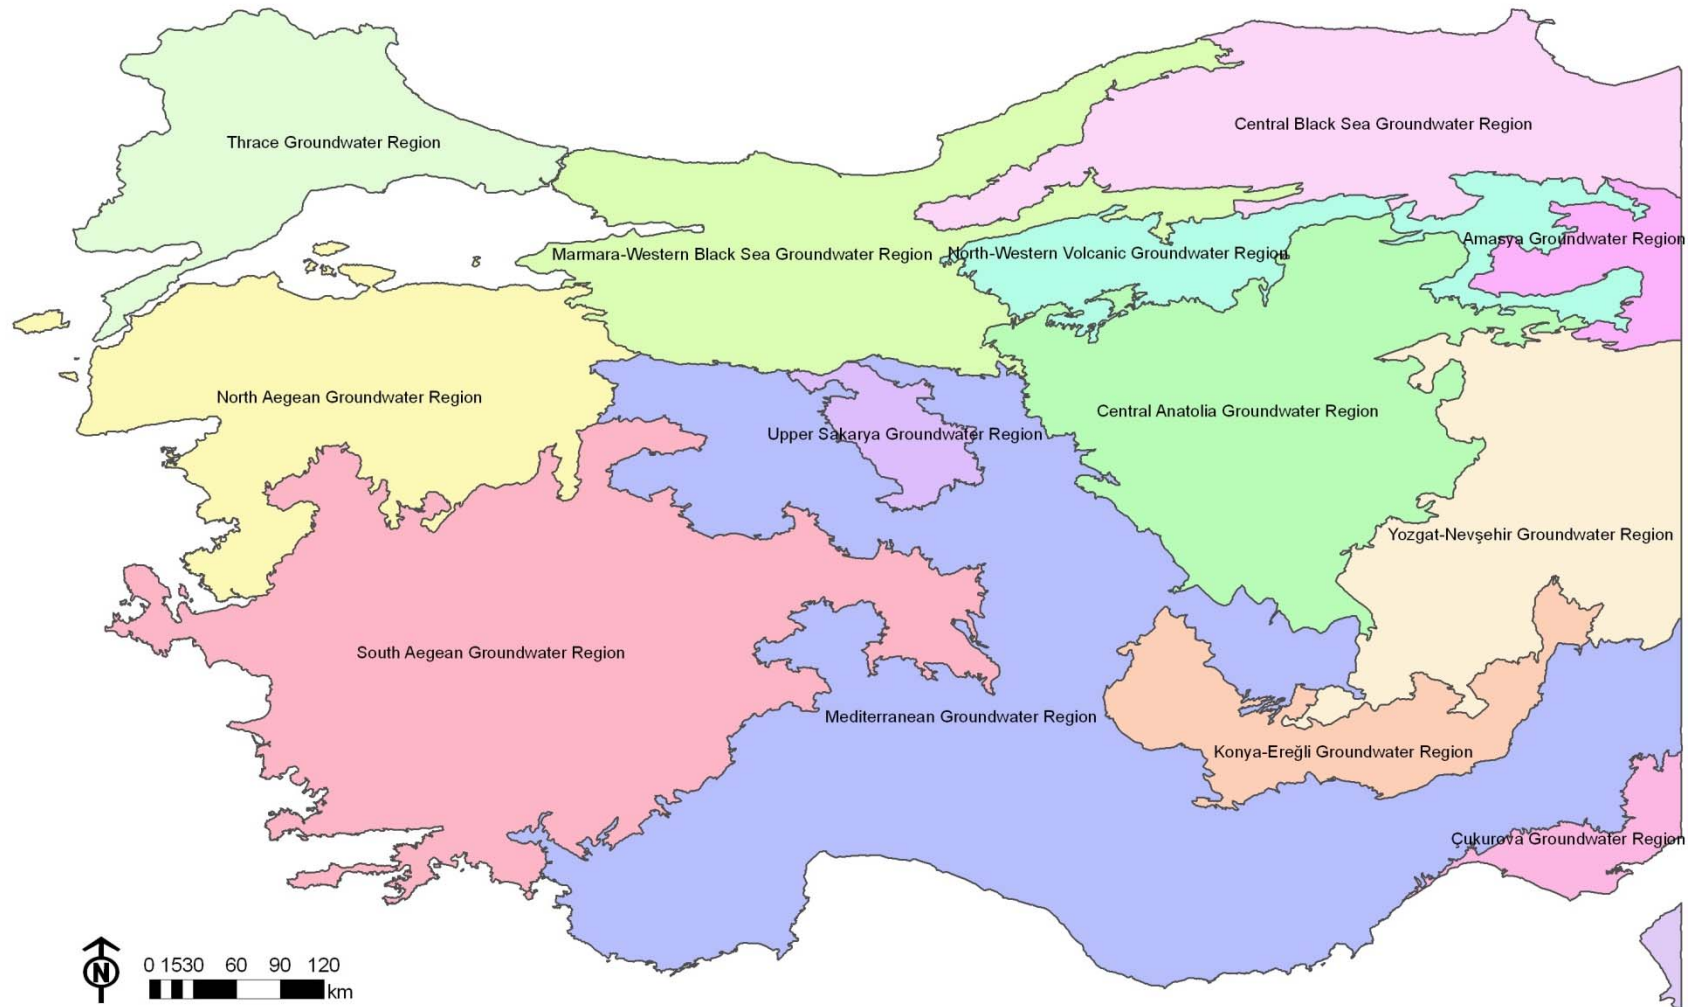 Central Black Sea Groundwater Region
Thrace Groundwater Region
Amasya Groundwater Region
Marmara-Western Black Sea Groundwater Region
North-Western Volcanic Groundwater Region
North Aegean Groundwater Region
Central Anatolia Groundwater Region
Upper Sakarya Groundwater Region
Yozgat-Nevşehir Groundwater Region
South Aegean Groundwater Region
Mediterranean Groundwater Region
Konya-Ereğli Groundwater Region
Çukurova Groundwater Region
N
0 15 30 60 90 120
km